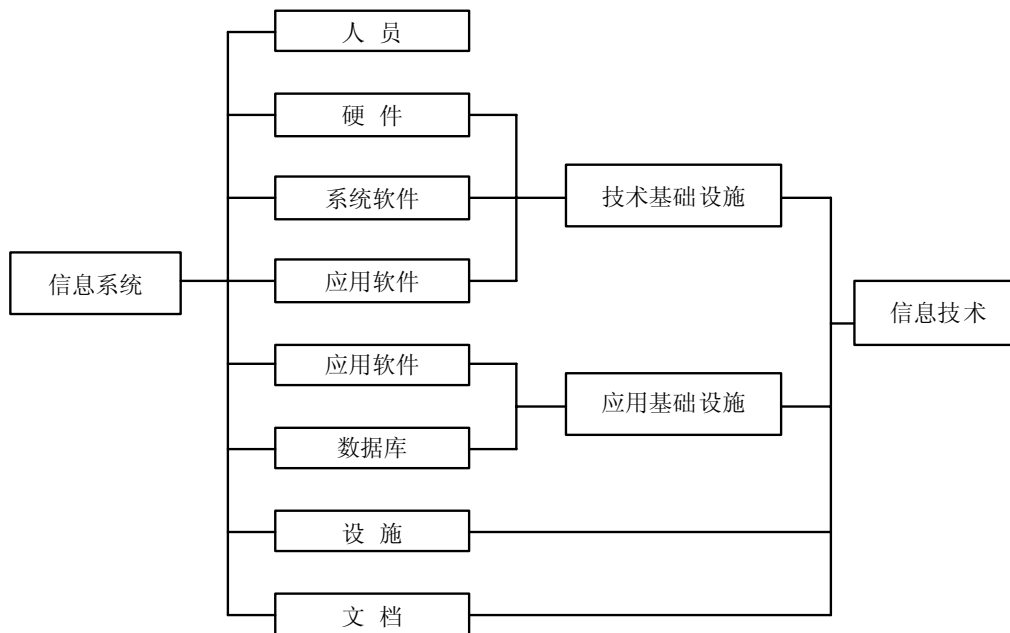 人 员
硬 件
系统软件
技术基础设施
信息系统
应用软件
信息技术
应用软件
应用基础设施
数据库
设 施
文 档